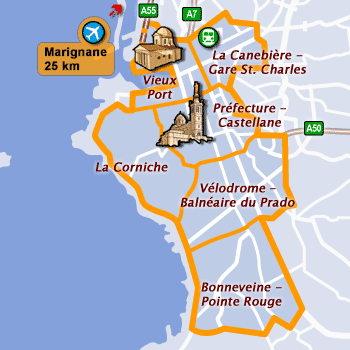 A55
A7
Marignane
25 km
La Canebière –
Gare St. Charles
Vieux
Port
Préfecture –
Castellane
A50
La Corniche
Vélodrome –
Balnéaire du Prado
Bonneveine –
Pointe Rouge